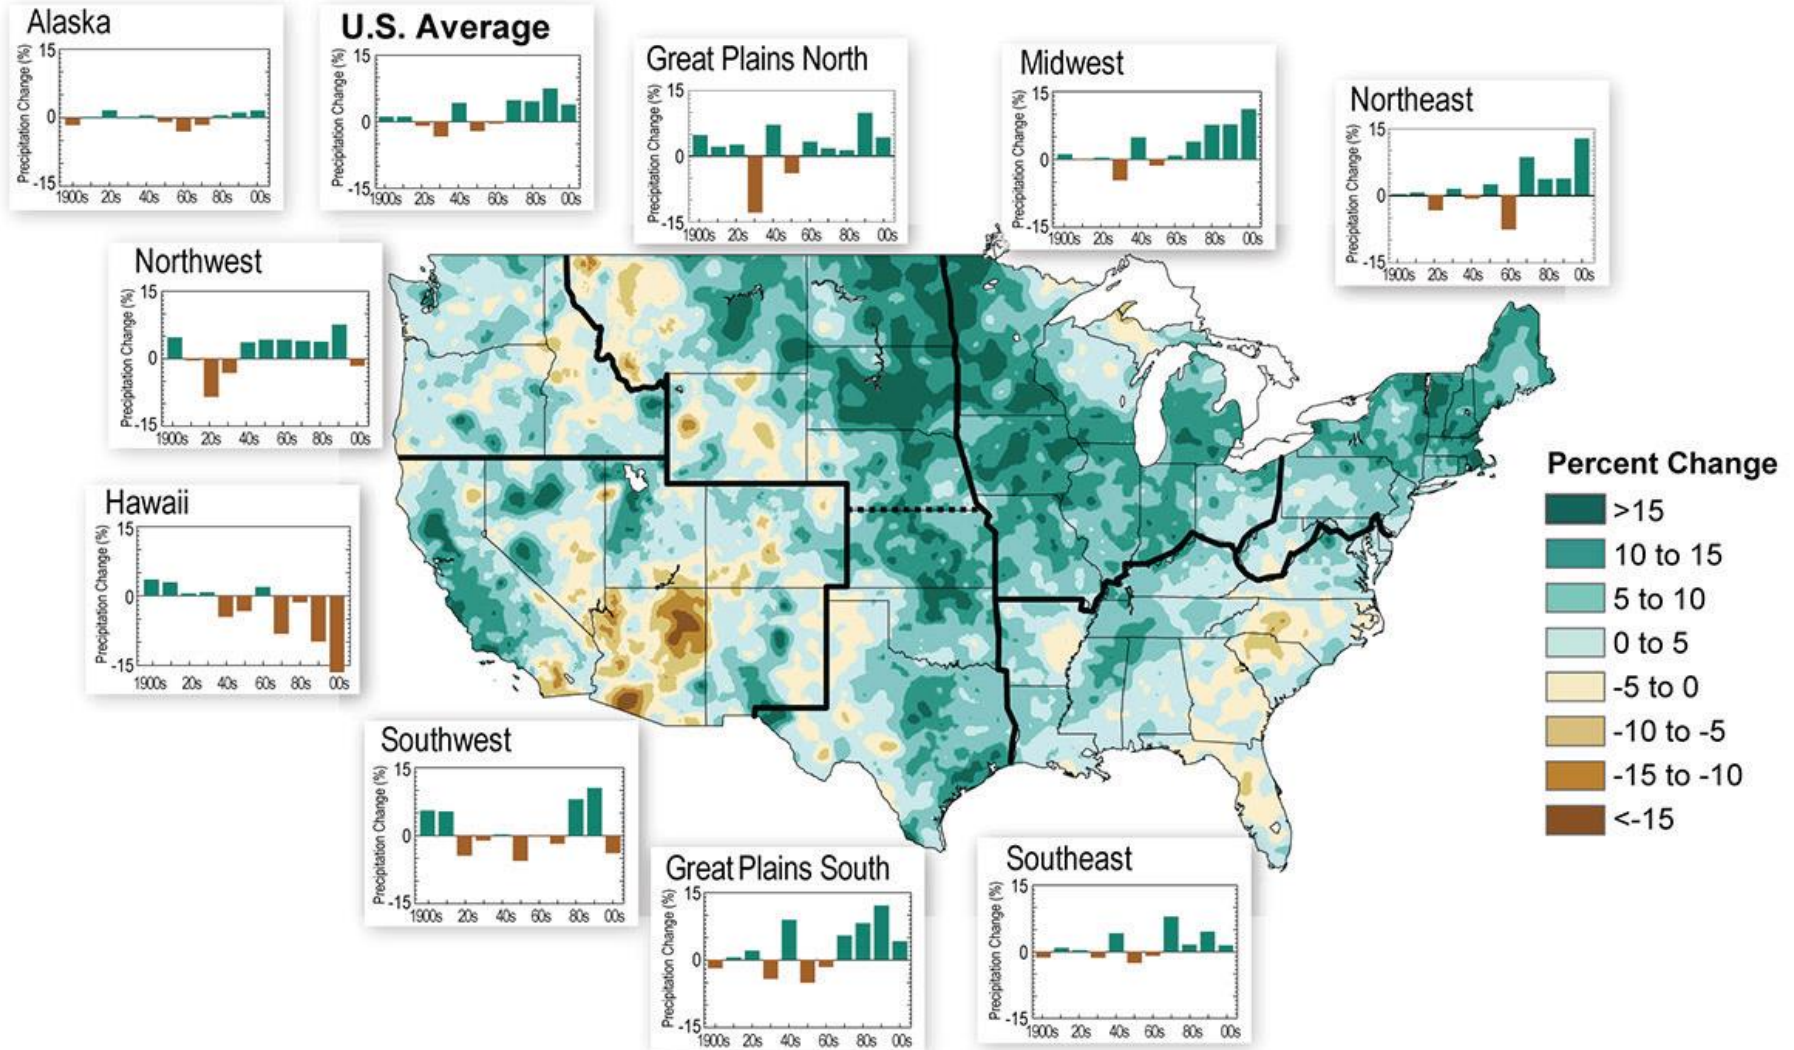 Alaska
Precipitation Change (%)
15
0
-15
1900s 20s 40s 60s 80s 00s
U.S. Average
Precipitation Change (%)
15
0
-15
1900s 20s 40s 60s 80s 00s
Great Plains North
Precipitation Change (%)
15
0
-15
1900s 20s 40s 60s 80s 00s
Midwest
Precipitation Change (%)
15
0
-15
1900s 20s 40s 60s 80s 00s
Northeast
Precipitation Change (%)
15
0
-15
1900s 20s 40s 60s 80s 00s
Northwest
Precipitation Change (%)
15
0
-15
1900s 20s 40s 60s 80s 00s
Hawaii
Precipitation Change (%)
15
0
-15
1900s 20s 40s 60s 80s 00s
Percent Change
>15
10 to 15
5 to 10
0 to 5
-5 to 0
-10 to -5
-15 to -10
<-15
Southwest
Precipitation Change (%)
15
0
-15
1900s 20s 40s 60s 80s 00s
Great Plains South
Precipitation Change (%)
15
0
-15
1900s 20s 40s 60s 80s 00s
Southeast
Precipitation Change (%)
15
0
-15
1900s 20s 40s 60s 80s 00s